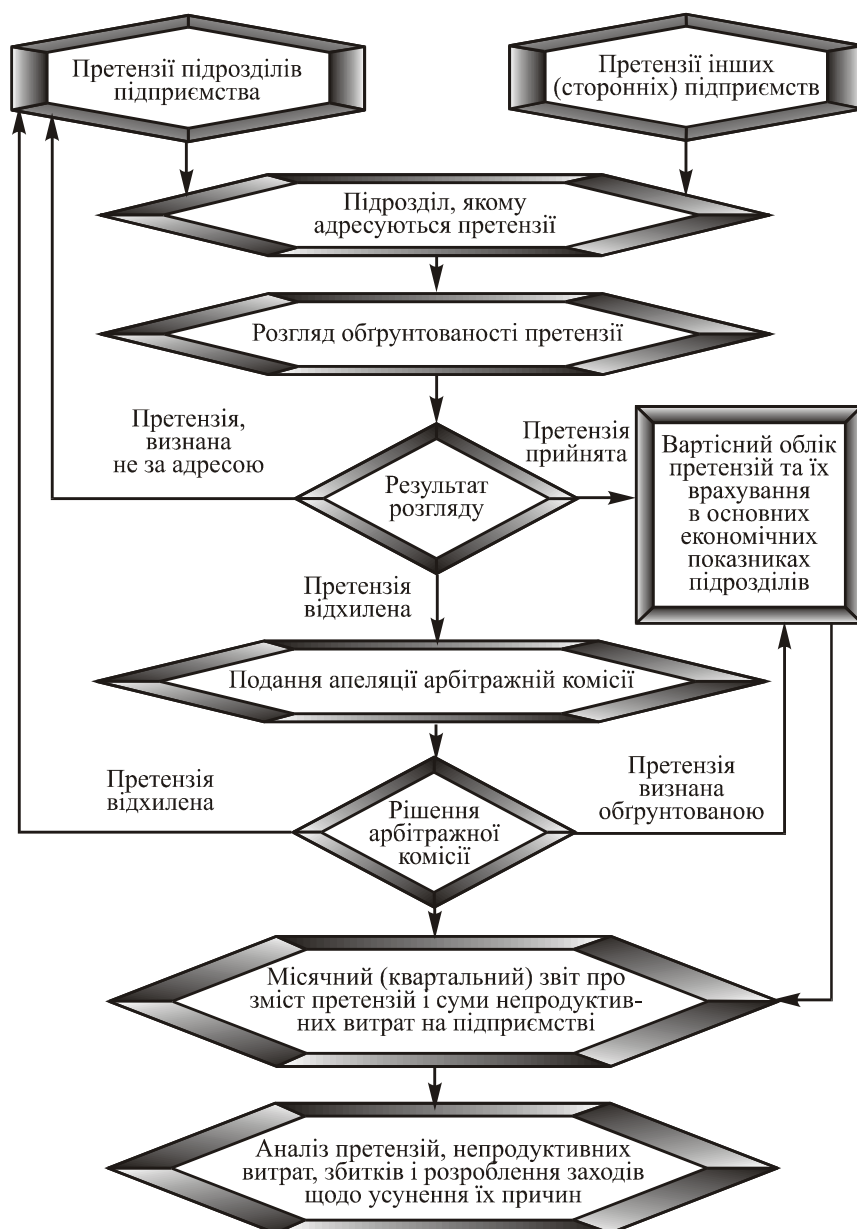 Претензії підрозділів
підприємства
Претензії інших
(сторонніх) підприємств
Підрозділ, якому
адресуються претензії
Розгляд обґрунтованості претензії
Претензія,
визнана
не за адресою
Претензія
прийнята
Результат
розгляду
Вартісний облік
претензій та їх
врахування
в основних
економічних
показниках
підрозділів
Претензія
відхилена
Подання апеляції арбітражній комісії
Претензія
відхилена
Рішення
арбітражної
комісії
Претензія
визнана
обґрунтованою
Місячний (квартальний) звіт про
зміст претензій і суми непродуктив-
них витрат на підприємстві
Аналіз претензій, непродуктивних
витрат, збитків і розроблення заходів
щодо усунення їх причин